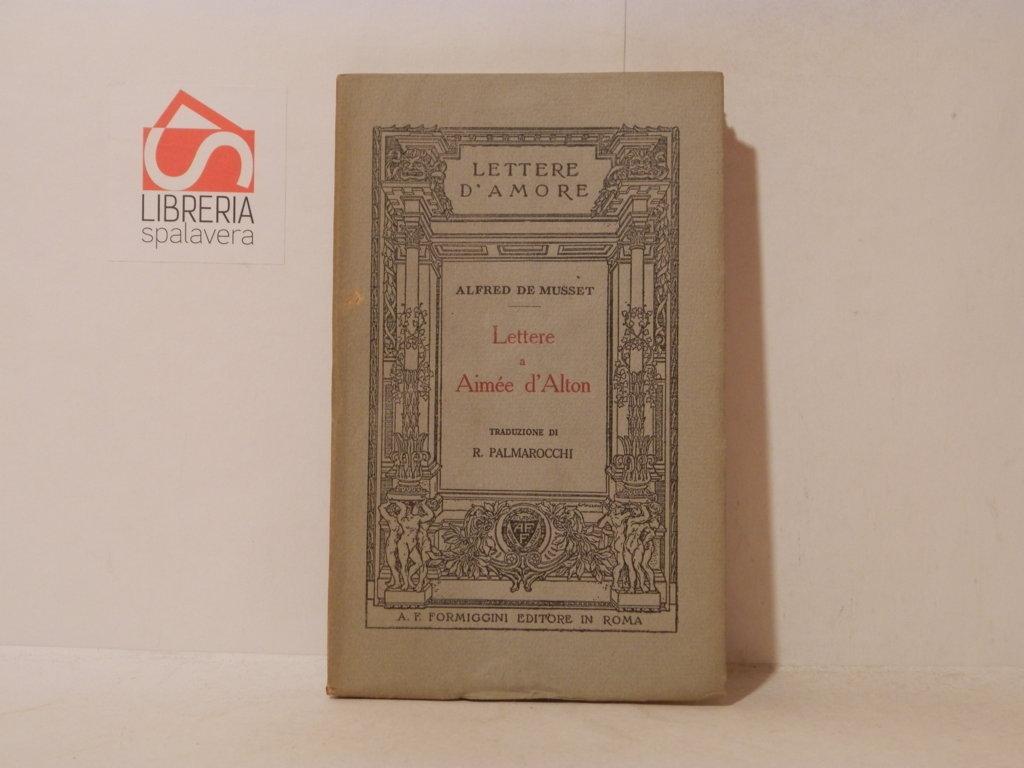 LIBRERIA
spalavera
LETTERE
D'AMORE
ALFRED DE MUSSET
Lettere
a
Aimée d'Alton
TRADUZIONE DI
R. PALMAROCCHI
A. F. FORMIGGINI EDITORE IN ROMA